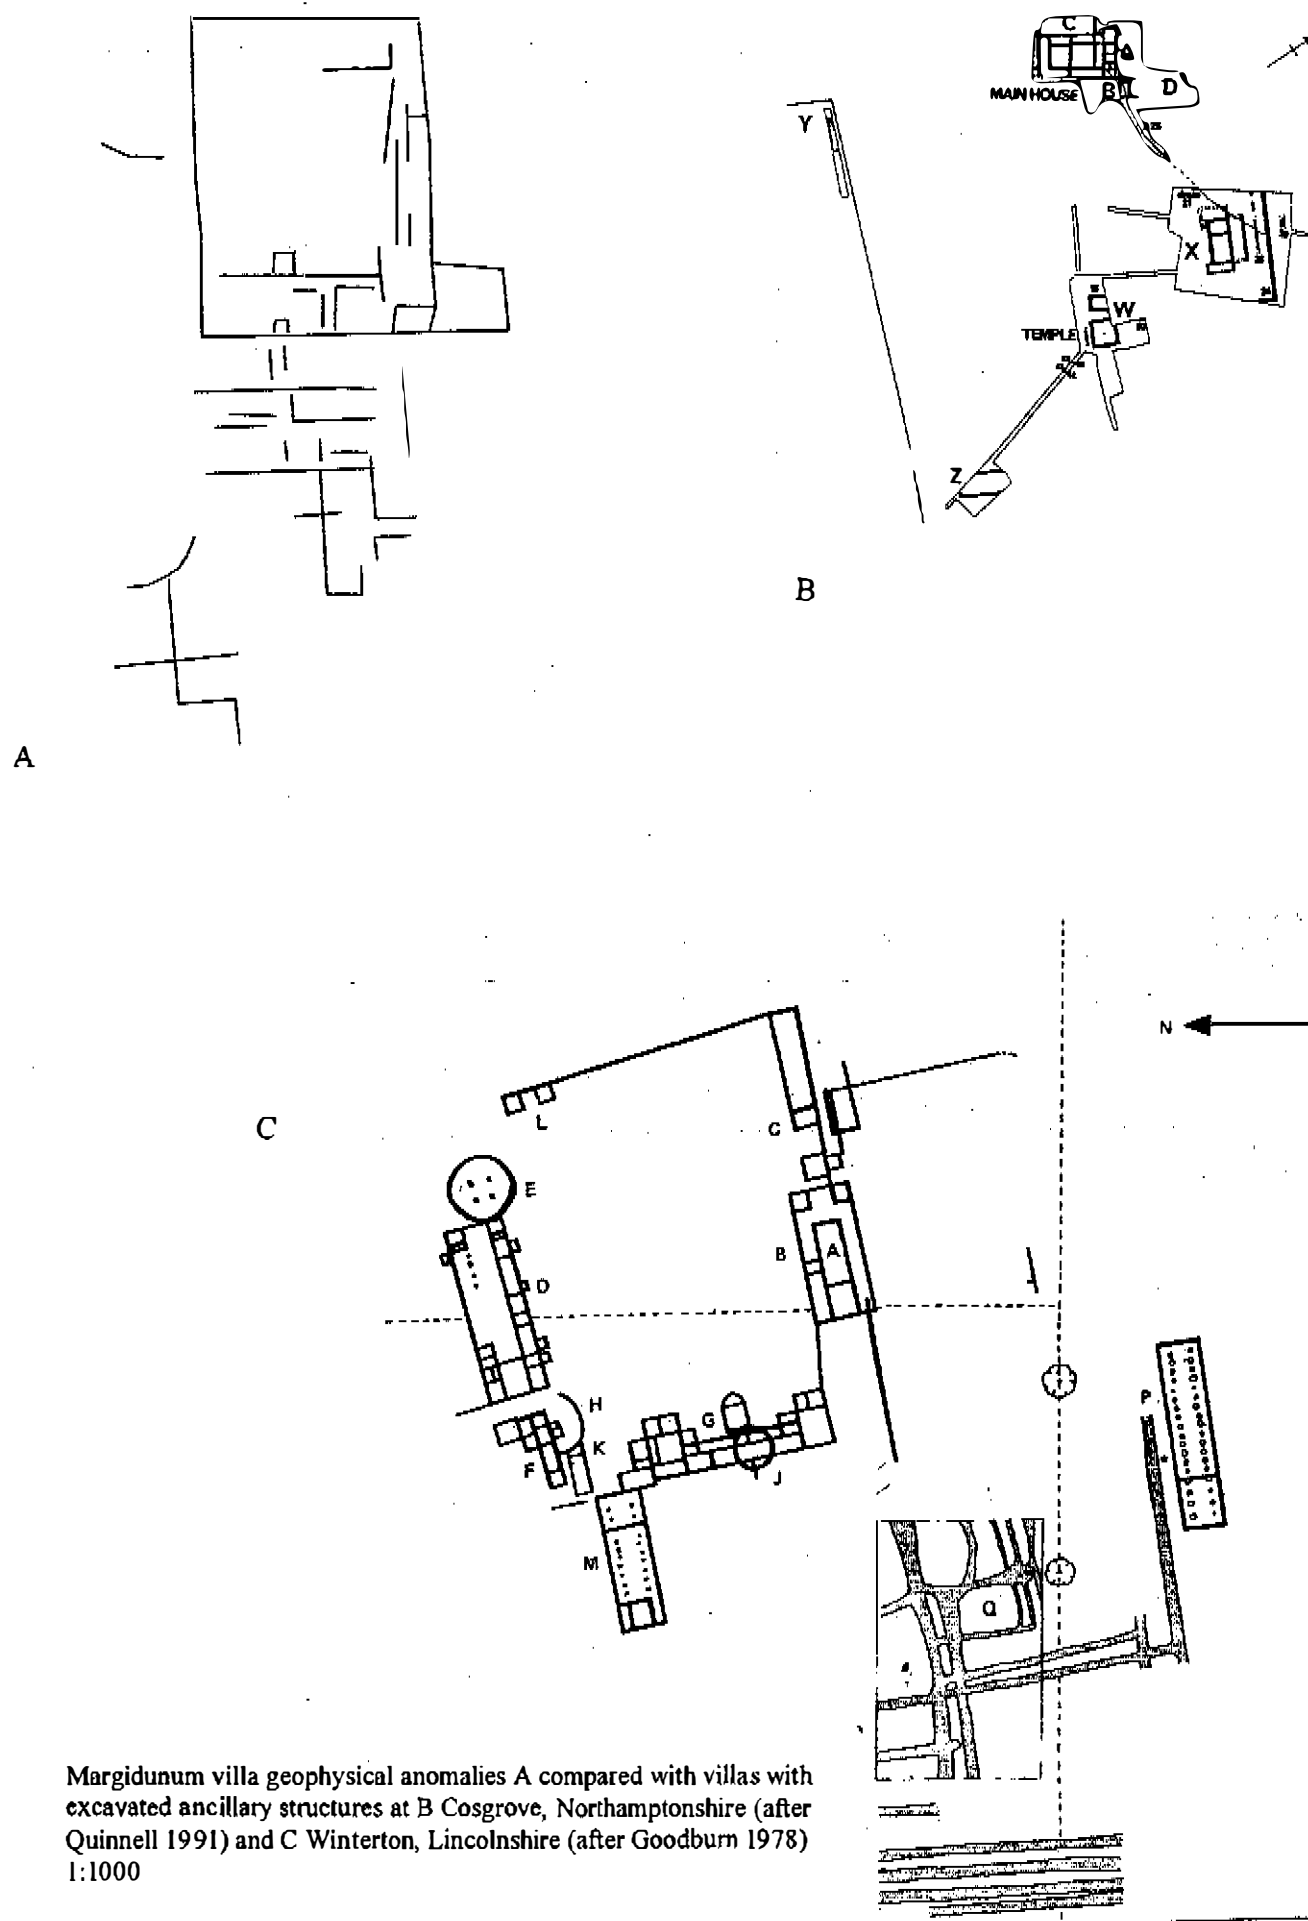 C
A
MAIN HOUSE
B
D
Y
X
W
TEMPLE
Z
B
A
N
C
L
C
E
B
A
D
H
G
P
K
F
J
M
Q
Margidunum villa geophysical anomalies A compared with villas with
excavated ancillary structures at B Cosgrove, Northamptonshire (after
Quinnell 1991) and C Winterton, Lincolnshire (after Goodburn 1978)
1:1000